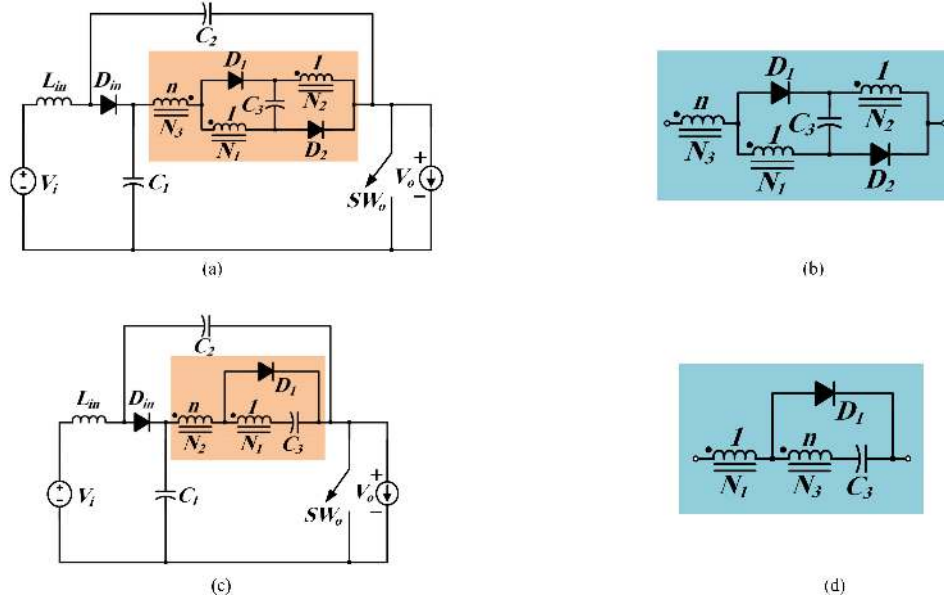 C2
D1
1
Lin
Din
n
C3
N3
N2
1
N1
D2
Vi
C1
+
Vo
−
SWo
(a)
D1
1
n
C3
N2
N3
1
N1
D2
(b)
C2
D1
Lin
Din
n
1
N2
N1
C3
Vi
C1
+
Vo
−
SWo
(c)
D1
1
n
N1
N3
C3
(d)